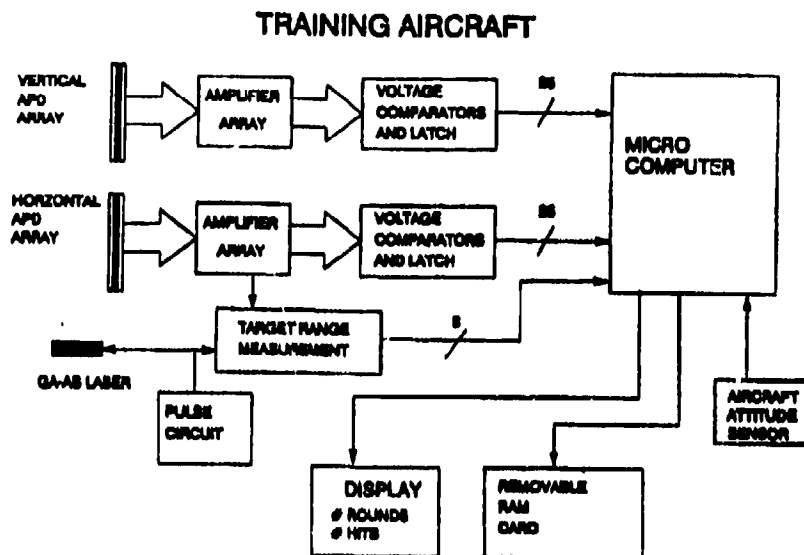 TRAINING AIRCRAFT
VERTICAL
APD
ARRAY
AMPLIFIER
ARRAY
VOLTAGE
COMPARATORS
AND LATCH
MICRO
COMPUTER
HORIZONTAL
APD
ARRAY
AMPLIFIER
ARRAY
VOLTAGE
COMPARATORS
AND LATCH
TARGET RANGE
MEASUREMENT
GA-AS LASER
PULSE
CIRCUIT
AIRCRAFT
ATTITUDE
SENSOR
DISPLAY
# ROUNDS
# HITS
REMOVABLE
RAM
CARD